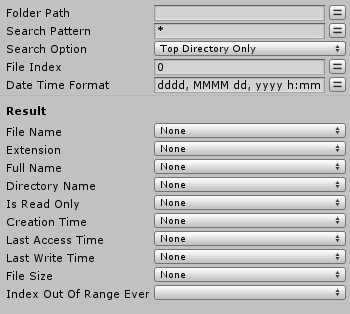 Folder Path
Search Pattern *
Search Option Top Directory Only
File Index 0
Date Time Format dddd, MMMM dd, yyyy h:mm
Result
File Name None
Extension None
Full Name None
Directory Name None
Is Read Only None
Creation Time None
Last Access Time None
Last Write Time None
File Size None
Index Out Of Range Ever